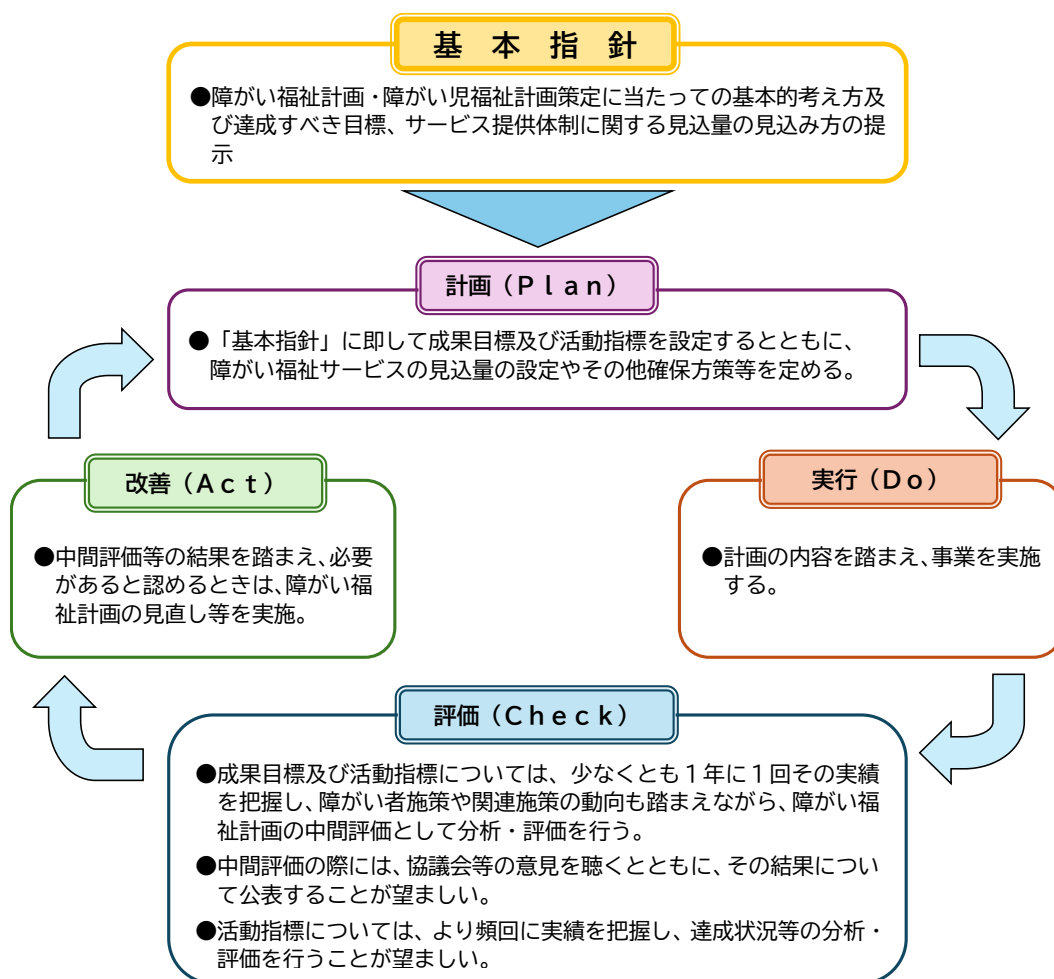 基本指針
●障がい福祉計画・障がい児福祉計画策定に当たっての基本的考え方及
び達成すべき目標、サービス提供体制に関する見込量の見込み方の提
示
計画（Ｐｌａｎ）
●「基本指針」に即して成果目標及び活動指標を設定するとともに、
障がい福祉サービスの見込量の設定やその他確保方策等を定める。
改善（Ａｃｔ）
●中間評価等の結果を踏まえ、必要
があると認めるときは、障がい福
祉計画の見直し等を実施。
実行（Ｄｏ）
●計画の内容を踏まえ、事業を実施
する。
評価（Ｃｈｅｃｋ）
●成果目標及び活動指標については、少なくとも１年に１回その実績
を把握し、障がい者施策や関連施策の動向も踏まえながら、障がい福
祉計画の中間評価として分析・評価を行う。
●中間評価の際には、協議会等の意見を聴くとともに、その結果につい
て公表することが望ましい。
●活動指標については、より頻回に実績を把握し、達成状況等の分析・
評価を行うことが望ましい。